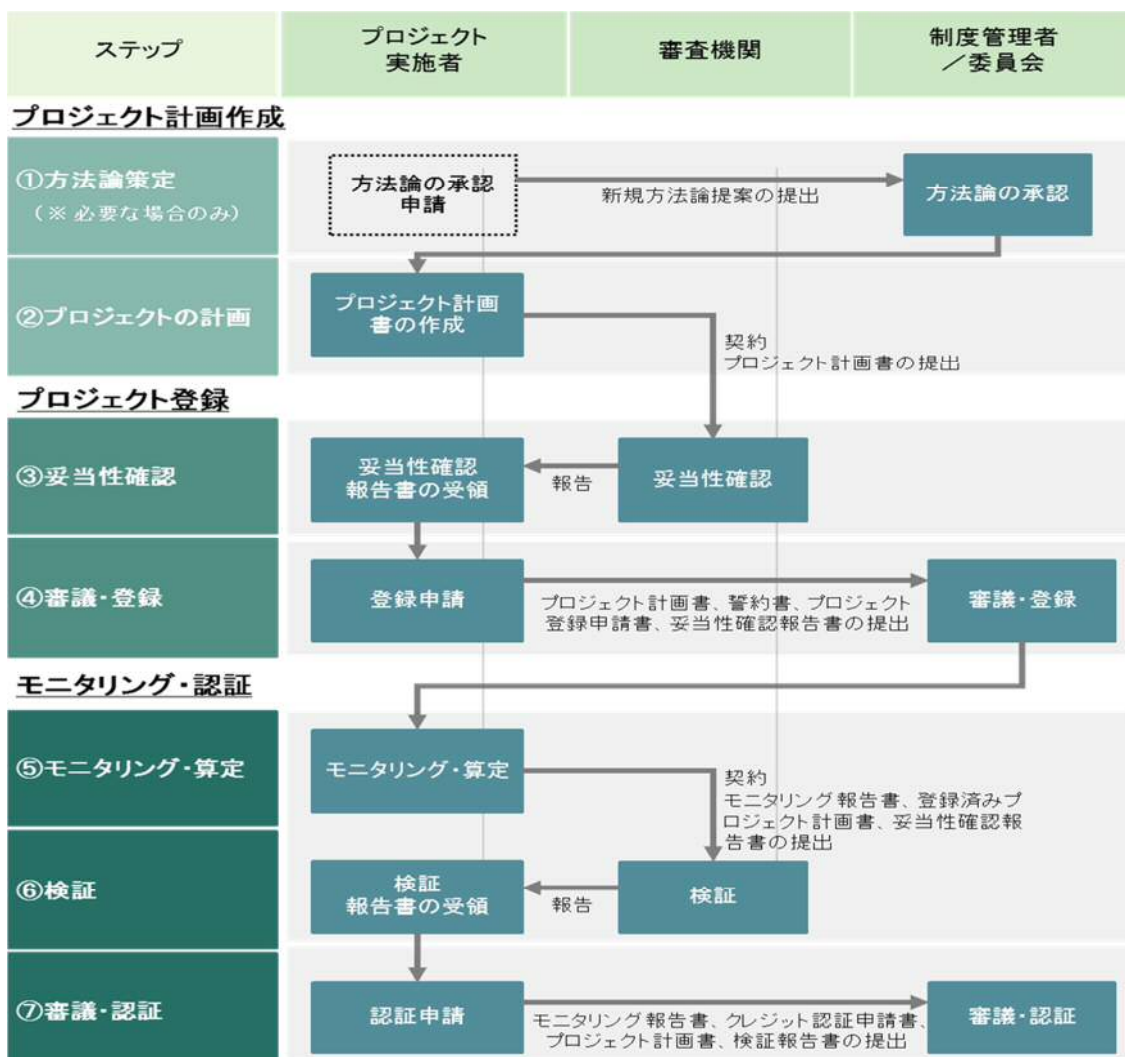 ステップ
プロジェクト
実施者
審査機関
制度管理者
／委員会
プロジェクト計画作成
①方法論策定
（※必要な場合のみ）
方法論の承認
申請
新規方法論提案の提出
方法論の承認
②プロジェクトの計画
プロジェクト計画
書の作成
契約
プロジェクト計画書の提出
プロジェクト登録
③妥当性確認
妥当性確認
報告書の受領
報告
妥当性確認
④審議・登録
登録申請
プロジェクト計画書、誓約書、プロジェクト
登録申請書、妥当性確認報告書の提出
審議・登録
モニタリング・認証
⑤モニタリング・算定
モニタリング・算定
契約
モニタリング報告書、登録済みプ
ロジェクト計画書、妥当性確認報
告書の提出
⑥検証
検証
報告書の受領
報告
検証
⑦審議・認証
認証申請
モニタリング報告書、クレジット認証申請書、
プロジェクト計画書、検証報告書の提出
審議・認証